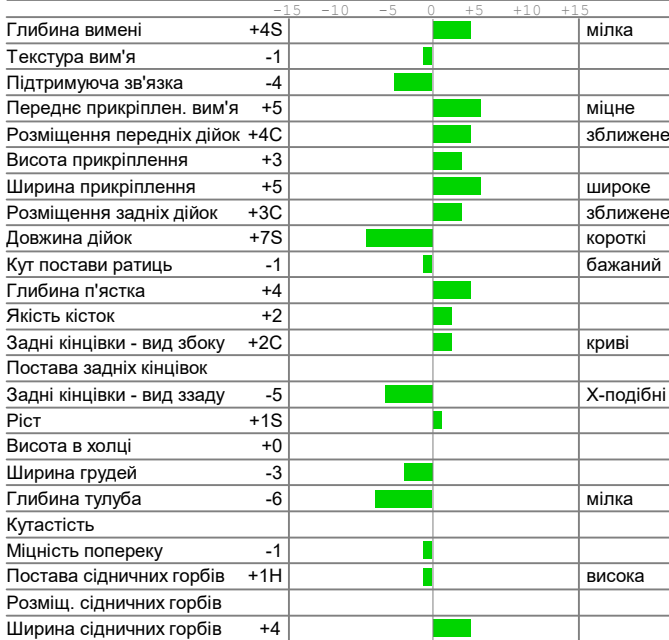 -15 -10 -5 0 +5 +10 +15
Глибина вимені +4S мілка
Текстура вим'я -1
Підтримуюча зв'язка -4
Переднє прикріплен. вим'я +5 міцне
Розміщення передніх дійок +4C зближене
Висота прикріплення +3
Ширина прикріплення +5 широке
Розміщення задніх дійок +3C зближене
Довжина дійок +7S короткі
Кут постави ратиць -1 бажаний
Глибина п'ястка +4
Якість кісток +2
Задні кінцівки - вид збоку +2C криві
Постава задніх кінцівок
Задні кінцівки - вид ззаду -5 Х-подібні
Ріст +1S
Висота в холці +0
Ширина грудей -3
Глибина тулуба -6 мілка
Кутастість
Міцність попереку -1
Постава сідничних горбів +1H висока
Розміщ. сідничних горбів
Ширина сідничних горбів +4